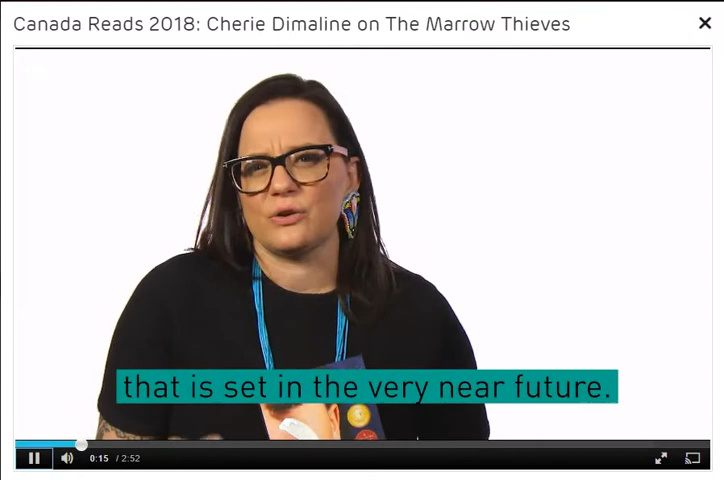 Canada Reads 2018: Cherie Dimaline on The Marrow Thieves
that is set in the very near future.
0:15 / 2:52